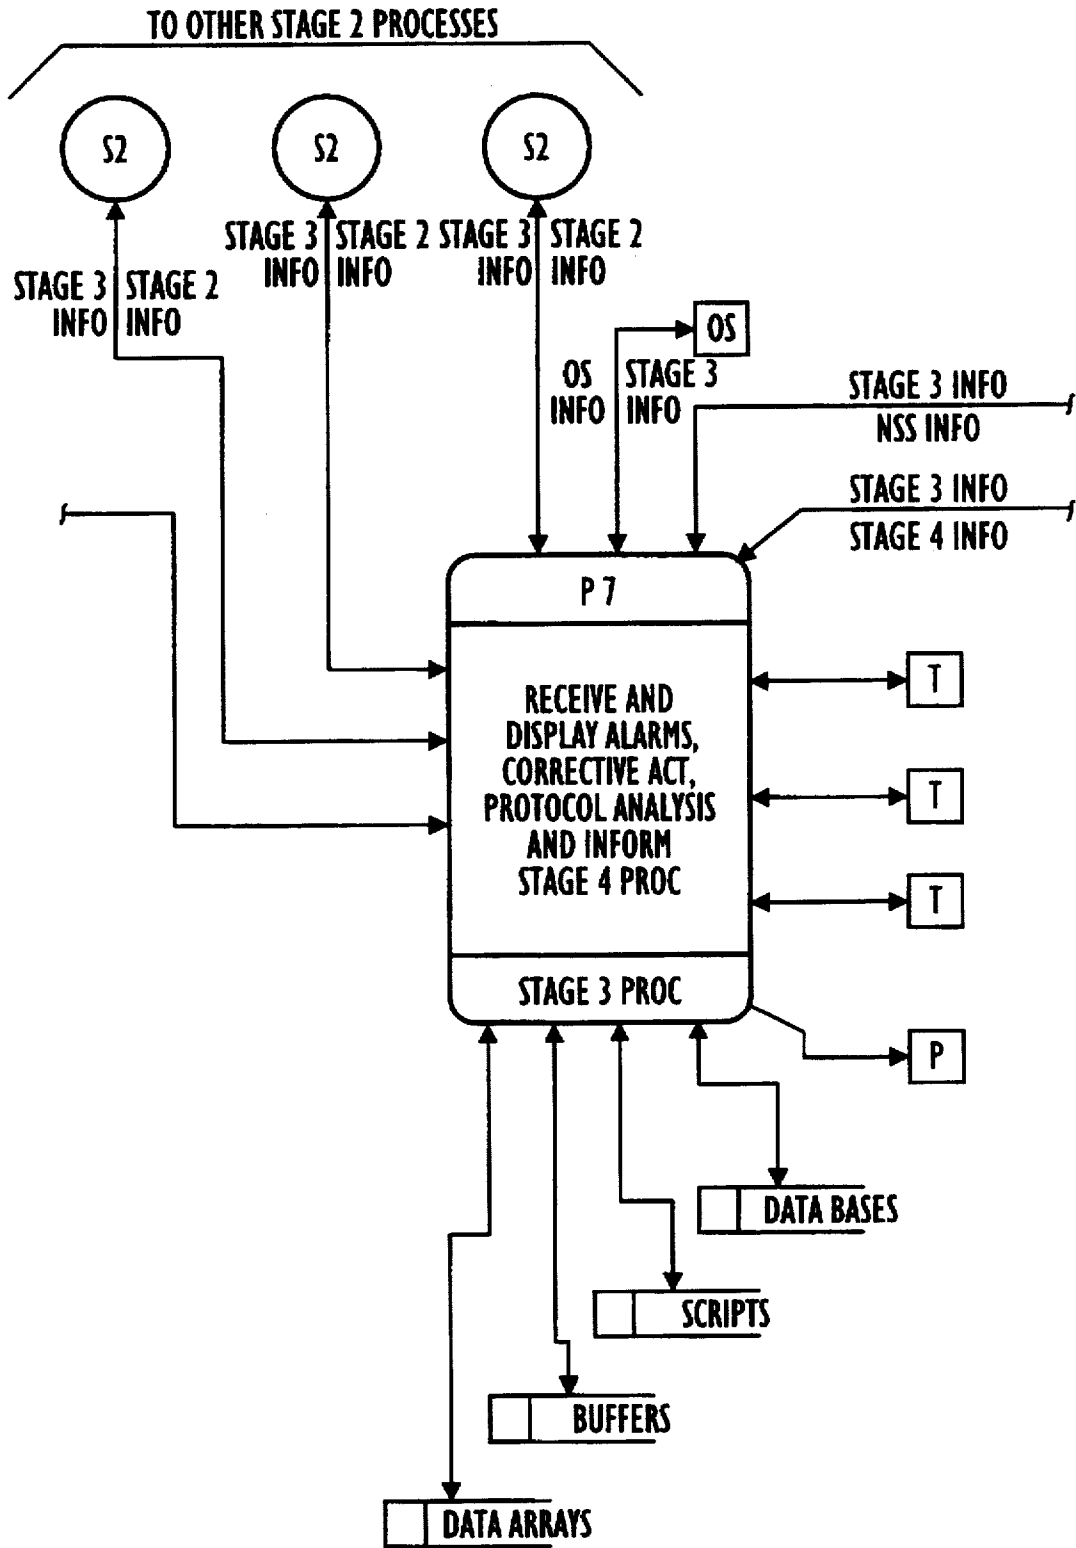 TO OTHER STAGE 2 PROCESSES
S2
S2
S2
STAGE 3
INFO
STAGE 2
INFO
STAGE 3
INFO
STAGE 2
INFO
STAGE 3
INFO
STAGE 2
INFO
OS
OS
INFO
STAGE 3
INFO
STAGE 3 INFO
NSS INFO
STAGE 3 INFO
STAGE 4 INFO
P 7
RECEIVE AND
DISPLAY ALARMS,
CORRECTIVE ACT,
PROTOCOL ANALYSIS
AND INFORM
STAGE 4 PROC
STAGE 3 PROC
T
T
T
P
DATA BASES
SCRIPTS
BUFFERS
DATA ARRAYS